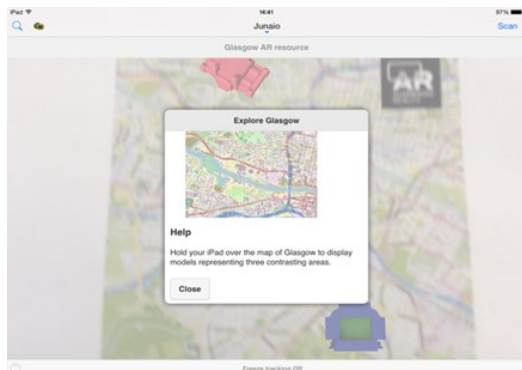 iPad
14:41
97%
Junaio
Scan
Glasgow AR resource
AR
Explore Glasgow
Help
Hold your iPad over the map of Glasgow to display
models representing three contrasting areas.
Close
Freeze tracking Off